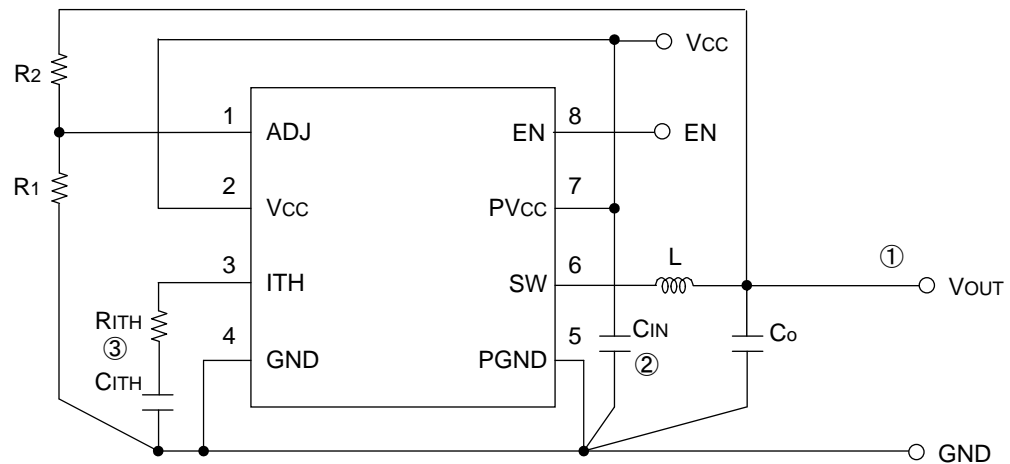 VCC
R2
1 ADJ EN 8 EN
R1
2 VCC PVCC 7
3 ITH SW 6 L ① VOUT
RITH
③
CITH
4 GND PGND 5 CIN
②
Co
GND